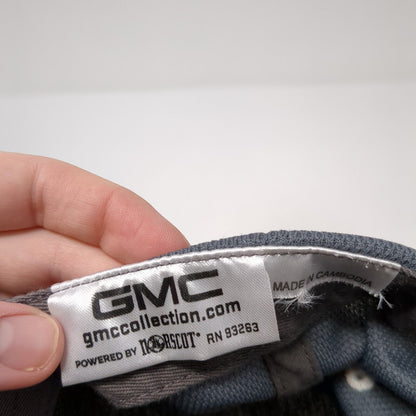 GMC
gmccollection.com
POWERED BY NORSCOT® RN 93263
MADE IN CAMBODIA